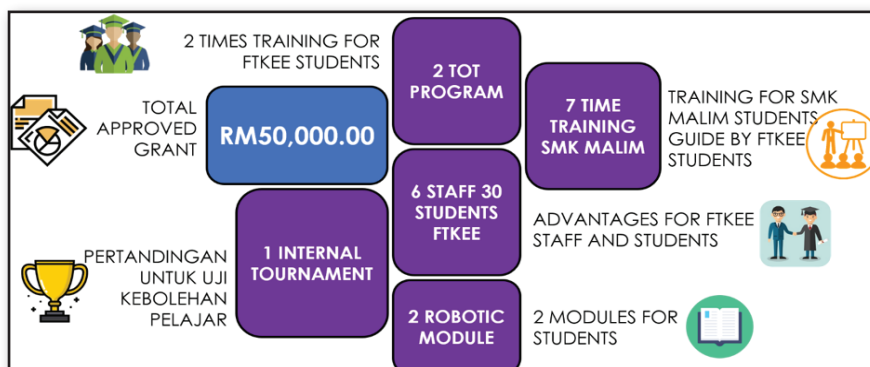 2 TIMES TRAINING FOR
FTKEE STUDENTS
2 TOT
PROGRAM
TOTAL
APPROVED
GRANT
RM50,000.00
7 TIME
TRAINING
SMK MALIM
TRAINING FOR SMK
MALIM STUDENTS
GUIDE BY FTKEE
STUDENTS
6 STAFF 30
STUDENTS
FTKEE
ADVANTAGES FOR FTKEE
STAFF AND STUDENTS
PERTANDINGAN
UNTUK UJI
KEBOLEHAN
PELAJAR
1 INTERNAL
TOURNAMENT
2 ROBOTIC
MODULE
2 MODULES FOR
STUDENTS